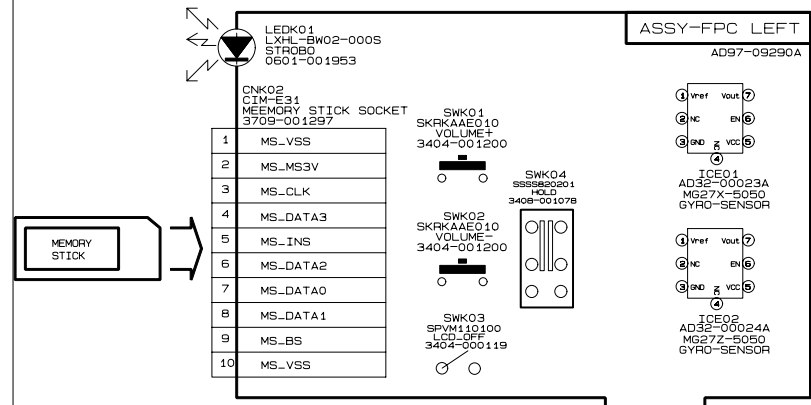 LEDK01
LXHL-BW02-000S
STROBO
0601-001953
ASSY-FPC LEFT
AD97-09290A
CNK02
CIM-E31
MEEMORY STICK SOCKET
3709-001297
1 MS_VSS
2 MS_MS3V
3 MS_CLK
4 MS_DATA3
5 MS_INS
6 MS_DATA2
7 MS_DATA0
8 MS_DATA1
9 MS_BS
10 MS_VSS
MEMORY
STICK
SWK01
SKRKAAE010
VOLUME+
3404-001200
SWK02
SKRKAAE010
VOLUME-
3404-001200
SWK03
SPVM110100
LCD_OFF
3404-000119
SWK04
SSSS820201
HOLD
3408-001078
1 Vref Vout 7
2 NC EN 6
3 GND NC VCC 5
4
ICE01
AD32-00023A
MG27X-5050
GYRO-SENSOR
1 Vref Vout 7
2 NC EN 6
3 GND NC VCC 5
4
ICE02
AD32-00024A
MG27Z-5050
GYRO-SENSOR